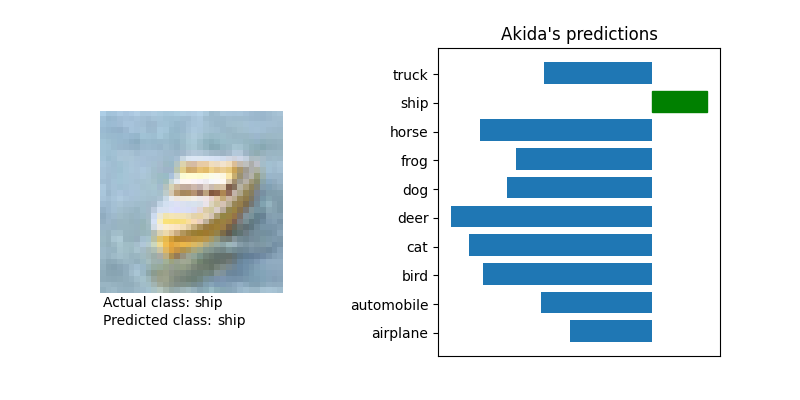 Akida's predictions
truck
ship
horse
frog
dog
deer
cat
bird
automobile
airplane
Actual class: ship
Predicted class: ship